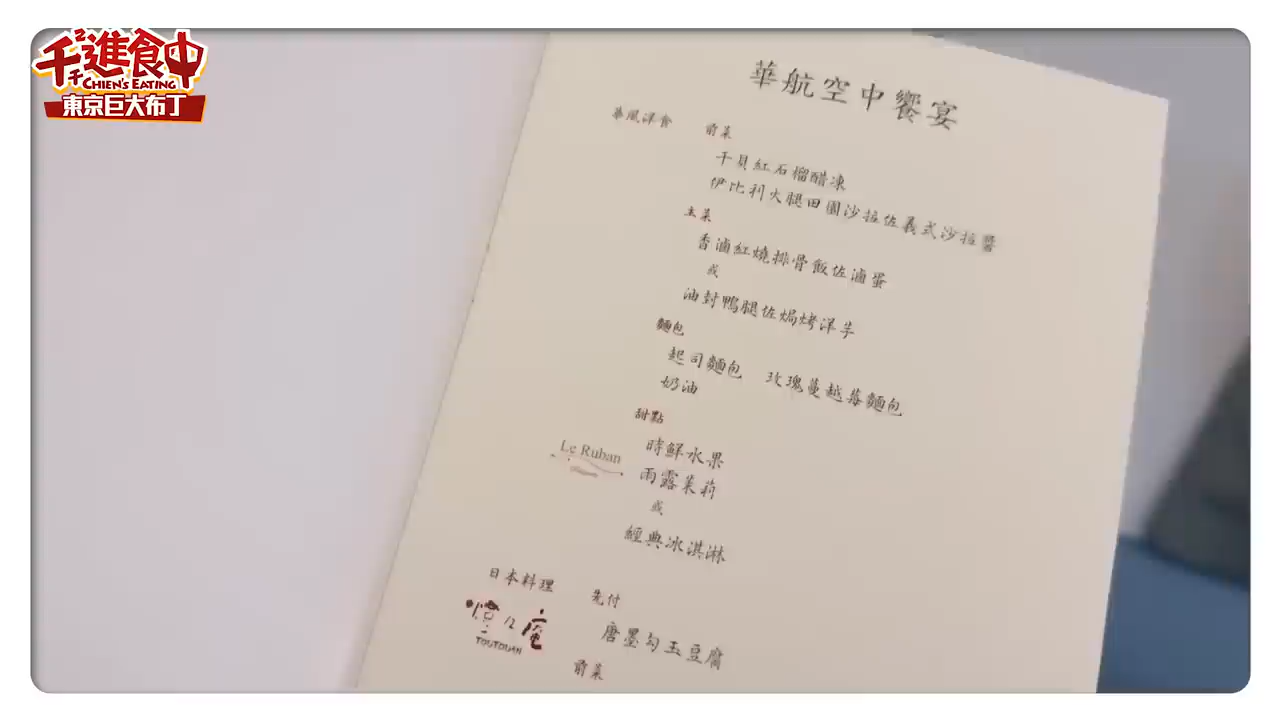 千千進食中
CHIEN'S EATING
東京巨大布丁
華航空中饗宴
華風洋食
前菜
干貝紅石榴醋凍
伊比利火腿田園沙拉佐義式沙拉醬
主菜
香滷紅燒排骨飯佐滷蛋
或
油封鴨腿佐焗烤洋芋
麵包
起司麵包 玫瑰蔓越莓麵包
奶油
甜點
Le Ruban
時鮮水果
雨露茉莉
或
經典冰淇淋
日本料理
TOUTOUAN
先付
唐墨勾玉豆腐
前菜